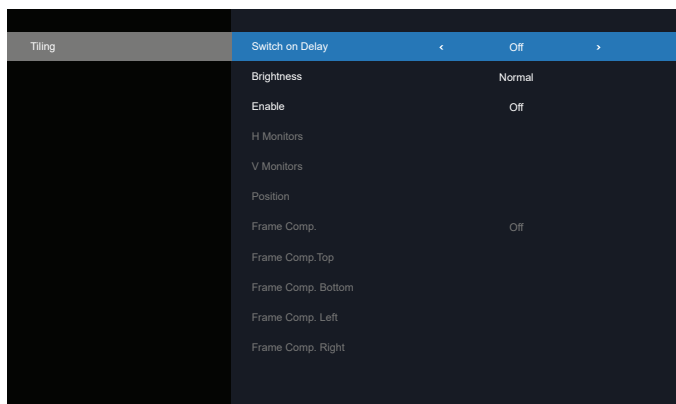 Tiling
Switch on Delay ‹ Off ›
Brightness Normal
Enable Off
H Monitors
V Monitors
Position
Frame Comp. Off
Frame Comp.Top
Frame Comp. Bottom
Frame Comp. Left
Frame Comp. Right